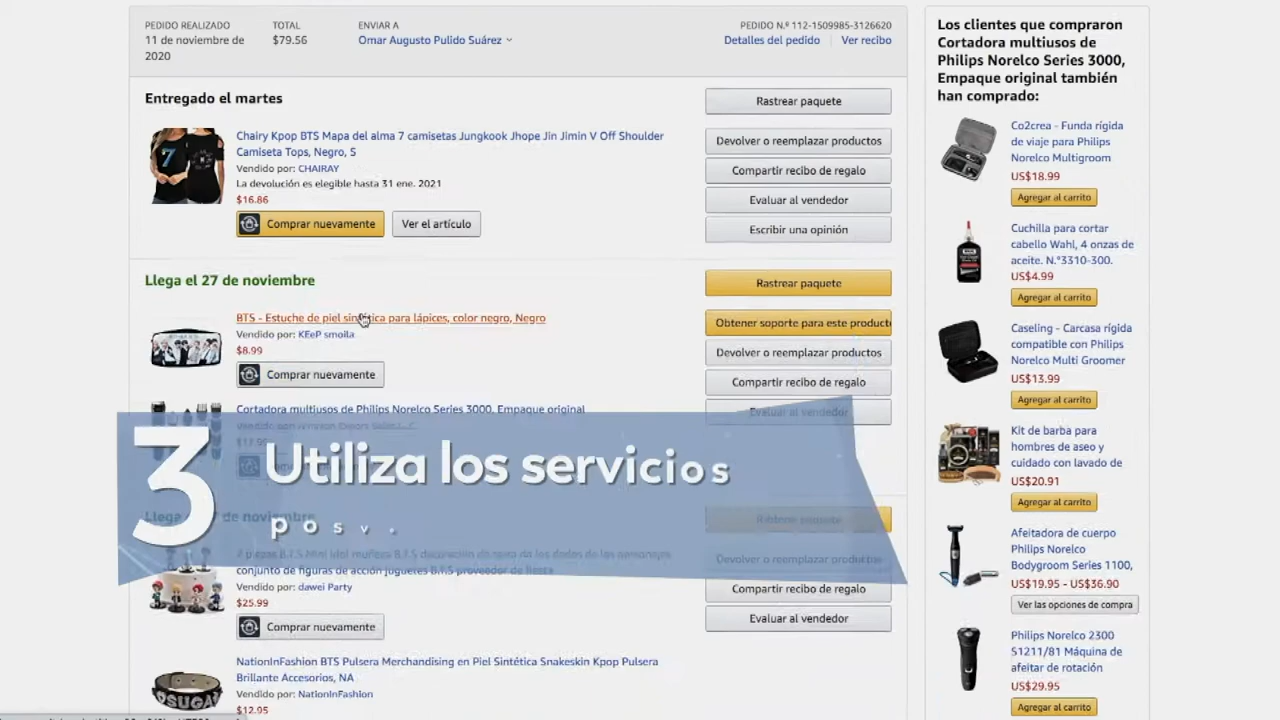 PEDIDO REALIZADO
11 de noviembre de
2020
TOTAL
$79.56
ENVIAR A
Omar Augusto Pulido Suárez
PEDIDO N.º 112-1509985-3126620
Detalles del pedido
Ver recibo
Entregado el martes
Chairy Kpop BTS Mapa del alma 7 camisetas Jungkook Jhope Jin Jimin V Off Shoulder
Camiseta Tops, Negro, S
Vendido por: CHAIRAY
La devolución es elegible hasta 31 ene. 2021
$16.86
Comprar nuevamente
Ver el artículo
Rastrear paquete
Devolver o reemplazar productos
Compartir recibo de regalo
Evaluar al vendedor
Escribir una opinión
Llega el 27 de noviembre
BTS - Estuche de piel sintética para lápices, color negro, Negro
Vendido por: KEeP smoila
$8.99
Comprar nuevamente
Rastrear paquete
Obtener soporte para este product
Devolver o reemplazar productos
Compartir recibo de regalo
Evaluar al vendedor
Cortadora multiusos de Philips Norelco Series 3000, Empaque original
3
Utiliza los servicios
posv.
Rastrear paquete
Devolver o reemplazar productos
Compartir recibo de regalo
Evaluar al vendedor
conjunto de figuras de acción juguetes B.T.S proveedor de fiesta
Vendido por: dawei Party
$25.99
Comprar nuevamente
NationInFashion BTS Pulsera Merchandising en Piel Sintética Snakeskin Kpop Pulsera
Brillante Accesorios, NA
Vendido por: NationInFashion
$12.95
Los clientes que compraron
Cortadora multiusos de
Philips Norelco Series 3000,
Empaque original también
han comprado:
Co2crea - Funda rígida
de viaje para Philips
Norelco Multigroom
US$18.99
Agregar al carrito
Cuchilla para cortar
cabello Wahl, 4 onzas de
aceite. N.°3310-300.
US$4.99
Agregar al carrito
Caseling - Carcasa rígida
compatible con Philips
Norelco Multi Groomer
US$13.99
Agregar al carrito
Kit de barba para
hombres de aseo y
cuidado con lavado de
US$20.91
Agregar al carrito
Afeitadora de cuerpo
Philips Norelco
Bodygroom Series 1100,
US$19.95 - US$36.90
Ver las opciones de compra
Philips Norelco 2300
S1211/81 Máquina de
afeitar de rotación
US$29.95
Agregar al carrito